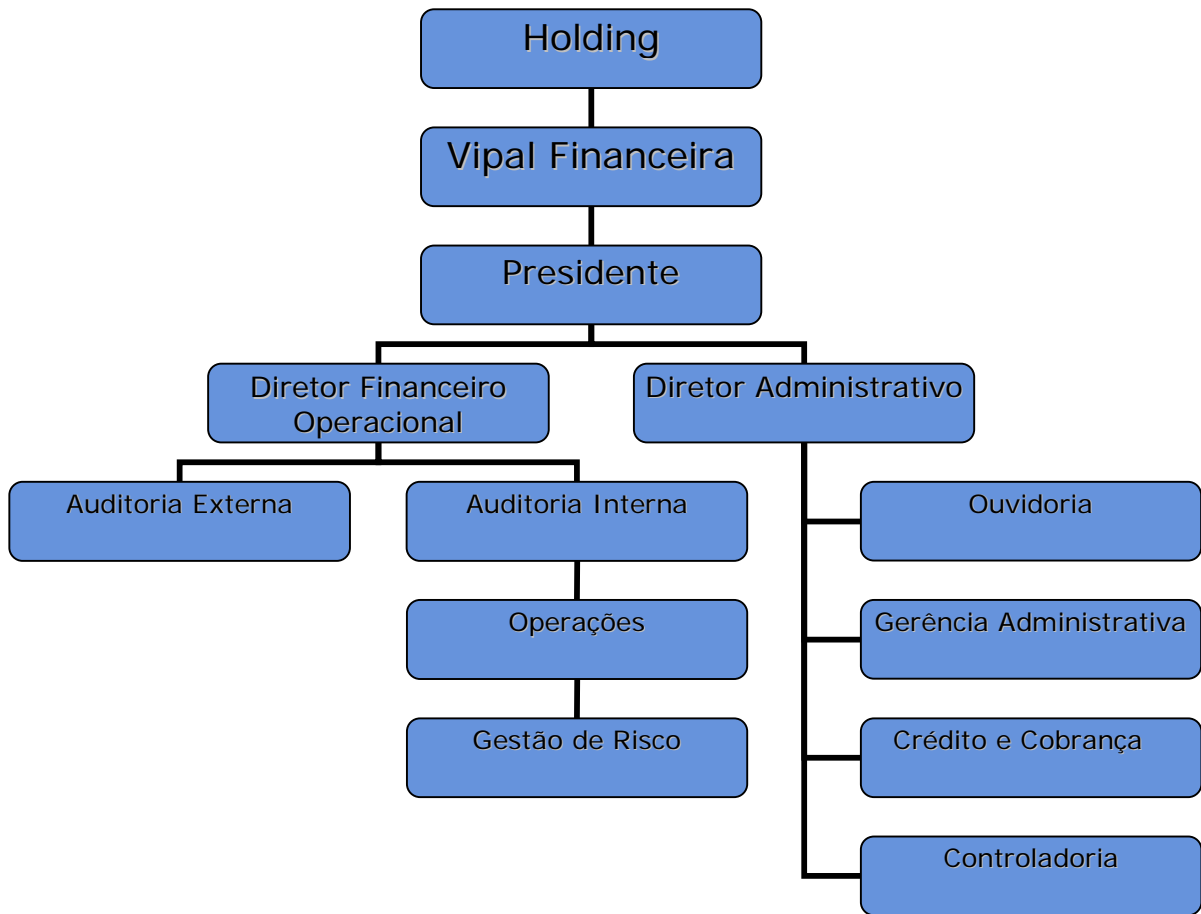 Holding
Vipal Financeira
Presidente
Diretor Financeiro
Operacional
Diretor Administrativo
Auditoria Externa
Auditoria Interna
Ouvidoria
Operações
Gerência Administrativa
Gestão de Risco
Crédito e Cobrança
Controladoria